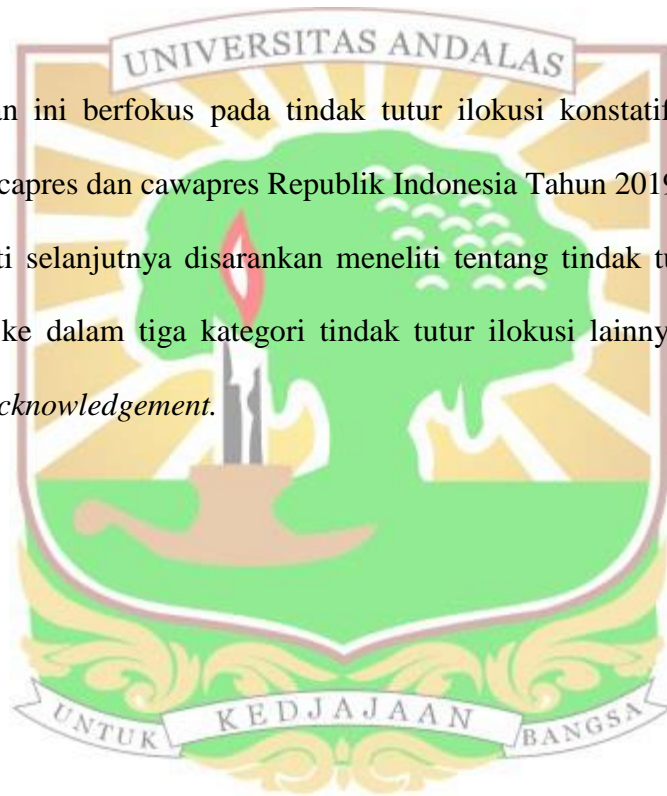 UNIVERSITAS ANDALAS
an ini berfokus pada tindak tutur ilokusi konstatif
capres dan cawapres Republik Indonesia Tahun 2019
ti selanjutnya disarankan meneliti tentang tindak tu
ke dalam tiga kategori tindak tutur ilokusi lainny
cknowledgement.
UNTUK KEDJAJAAN BANGSA